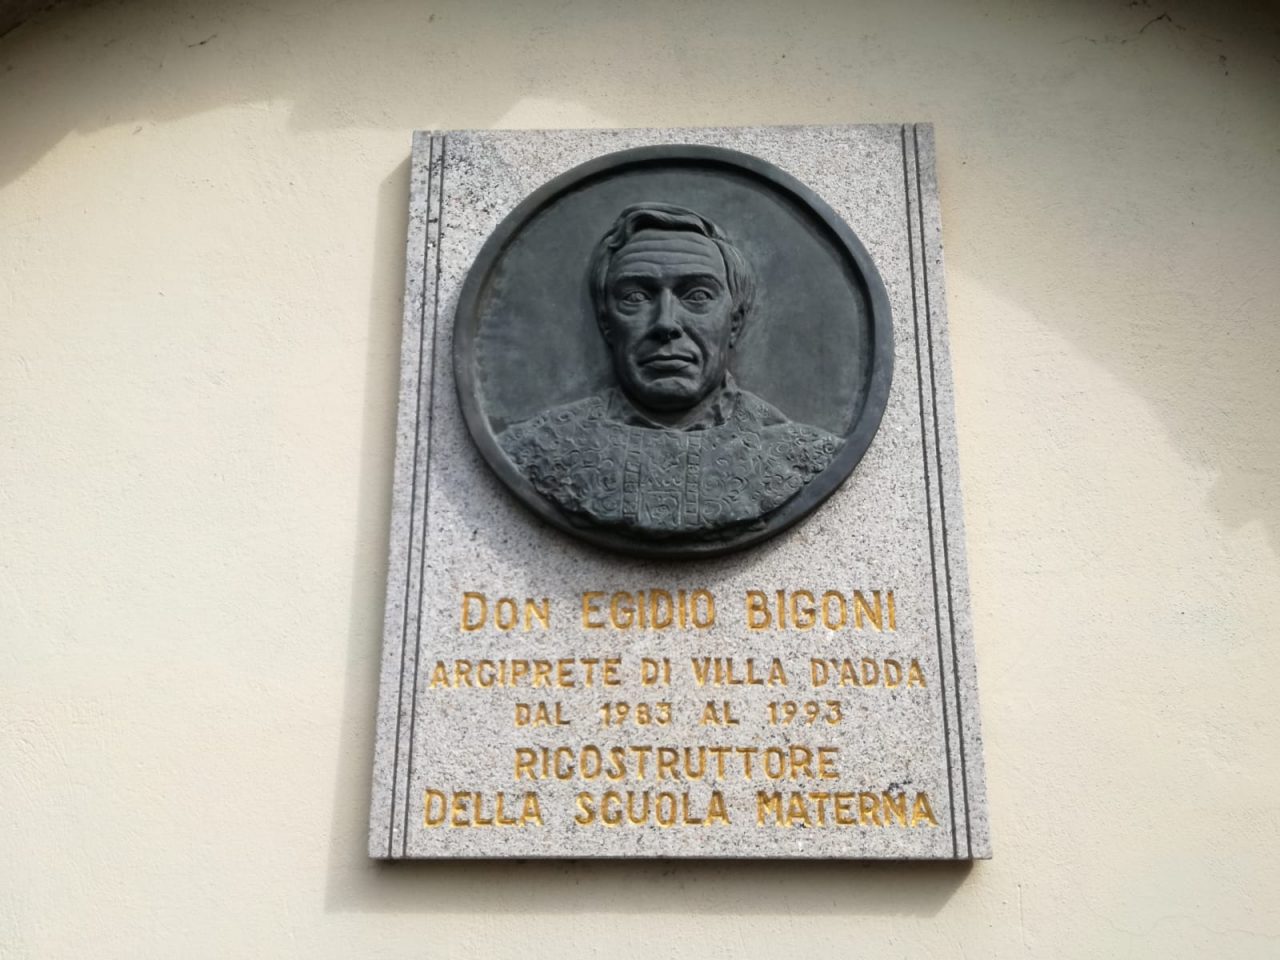 DON EGIDIO BIGONI
ARCIPRETE DI VILLA D'ADDA
DAL 1983 AL 1993
RICOSTRUTTORE
DELLA SCUOLA MATERNA